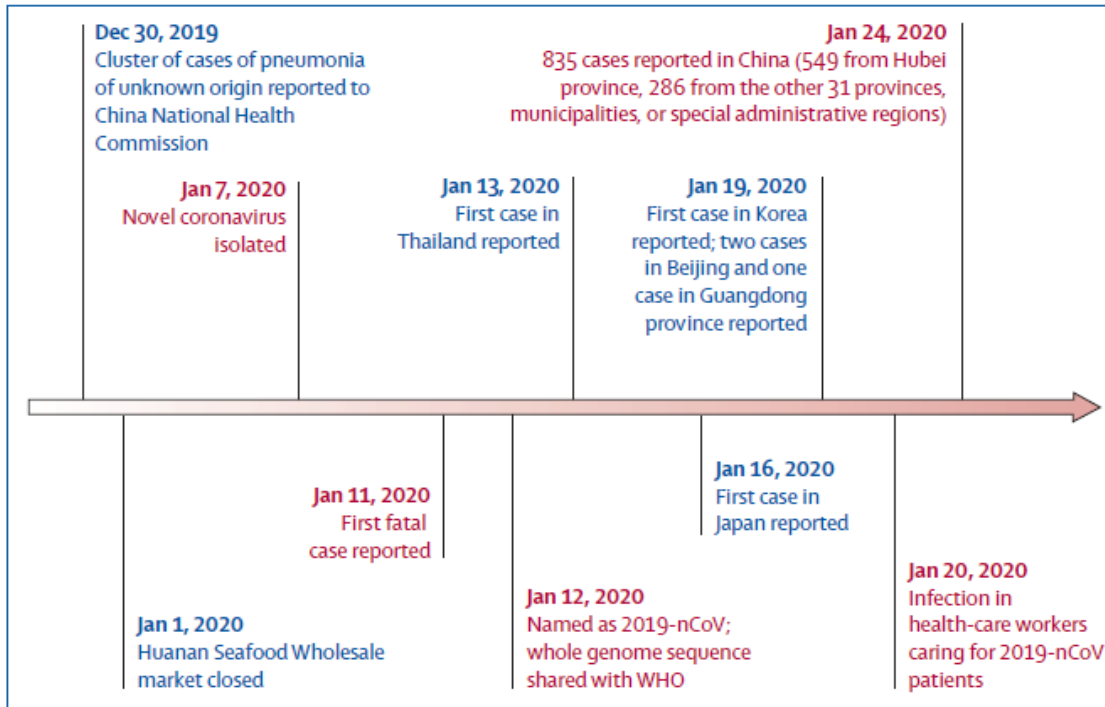 Dec 30, 2019
Cluster of cases of pneumonia
of unknown origin reported to
China National Health
Commission
Jan 7, 2020
Novel coronavirus
isolated
Jan 13, 2020
First case in
Thailand reported
Jan 19, 2020
First case in Korea
reported; two cases
in Beijing and one
case in Guangdong
province reported
Jan 24, 2020
835 cases reported in China (549 from Hubei
province, 286 from the other 31 provinces,
municipalities, or special administrative regions)
Jan 1, 2020
Huanan Seafood Wholesale
market closed
Jan 11, 2020
First fatal
case reported
Jan 12, 2020
Named as 2019-nCoV;
whole genome sequence
shared with WHO
Jan 16, 2020
First case in
Japan reported
Jan 20, 2020
Infection in
health-care workers
caring for 2019-nCoV
patients